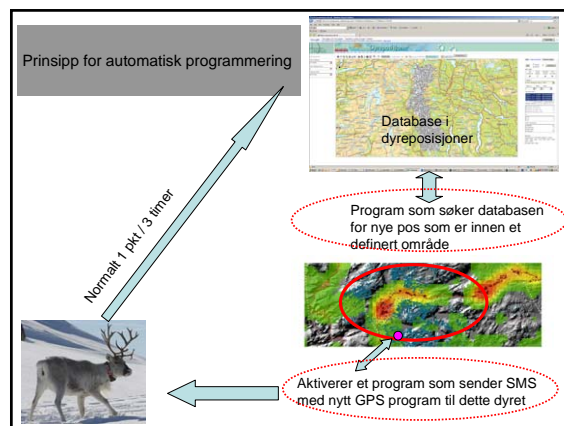 Prinsipp for automatisk programmering
Dyreposisjoner
Database i
dyreposisjoner
Normalt 1 pkt / 3 timer
Program som søker databasen
for nye pos som er innen et
definert område
Aktiverer et program som sender SMS
med nytt GPS program til dette dyret